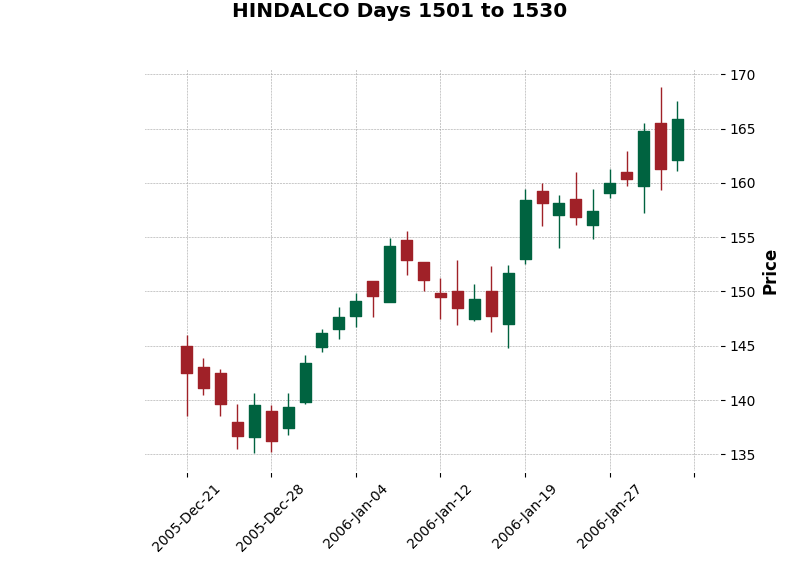 HINDALCO Days 1501 to 1530
170
165
160
155
150
145
140
135
Price
2005-Dec-21
2005-Dec-28
2006-Jan-04
2006-Jan-12
2006-Jan-19
2006-Jan-27